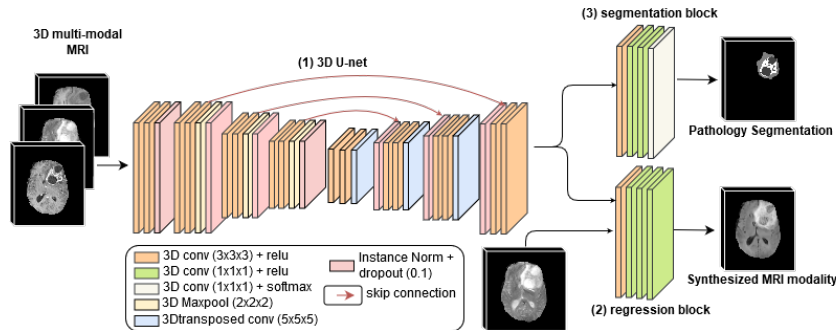 3D multi-modal
MRI
(1) 3D U-net
(3) segmentation block
Pathology Segmentation
3D conv (3x3x3) + relu
3D conv (1x1x1) + relu
3D conv (1x1x1) + softmax
3D Maxpool (2x2x2)
3Dtransposed conv (5x5x5)
Instance Norm +
dropout (0.1)
skip connection
Synthesized MRI modality
(2) regression block